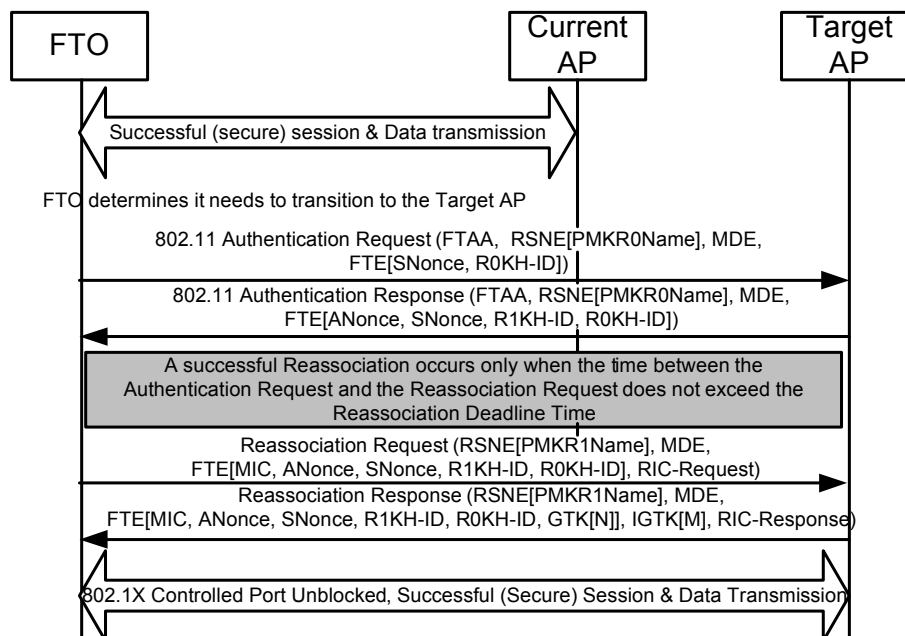 FTO
Current
AP
Target
AP
Successful (secure) session & Data transmission
FTO determines it needs to transition to the Target AP
802.11 Authentication Request (FTAA, RSNE[PMKR0Name], MDE,
FTE[SNonce, R0KH-ID])
802.11 Authentication Response (FTAA, RSNE[PMKR0Name], MDE,
FTE[ANonce, SNonce, R1KH-ID, R0KH-ID])
A successful Reassociation occurs only when the time between the
Authentication Request and the Reassociation Request does not exceed the
Reassociation Deadline Time
Reassociation Request (RSNE[PMKR1Name], MDE,
FTE[MIC, ANonce, SNonce, R1KH-ID, R0KH-ID], RIC-Request)
Reassociation Response (RSNE[PMKR1Name], MDE,
FTE[MIC, ANonce, SNonce, R1KH-ID, R0KH-ID, GTK[N]], IGTK[M], RIC-Response)
802.1X Controlled Port Unblocked, Successful (Secure) Session & Data Transmission